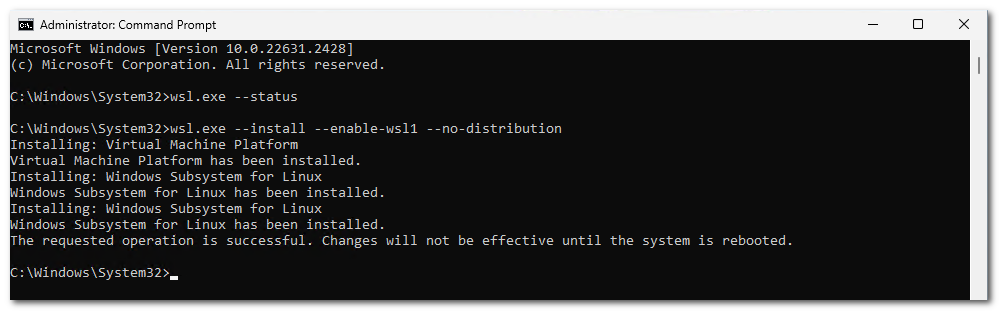 Administrator: Command Prompt
Microsoft Windows [Version 10.0.22631.2428]
(c) Microsoft Corporation. All rights reserved.
C:\Windows\System32>wsl.exe --status
C:\Windows\System32>wsl.exe --install --enable-wsl1 --no-distribution
Installing: Virtual Machine Platform
Virtual Machine Platform has been installed.
Installing: Windows Subsystem for Linux
Windows Subsystem for Linux has been installed.
Installing: Windows Subsystem for Linux
Windows Subsystem for Linux has been installed.
The requested operation is successful. Changes will not be effective until the system is rebooted.
C:\Windows\System32>